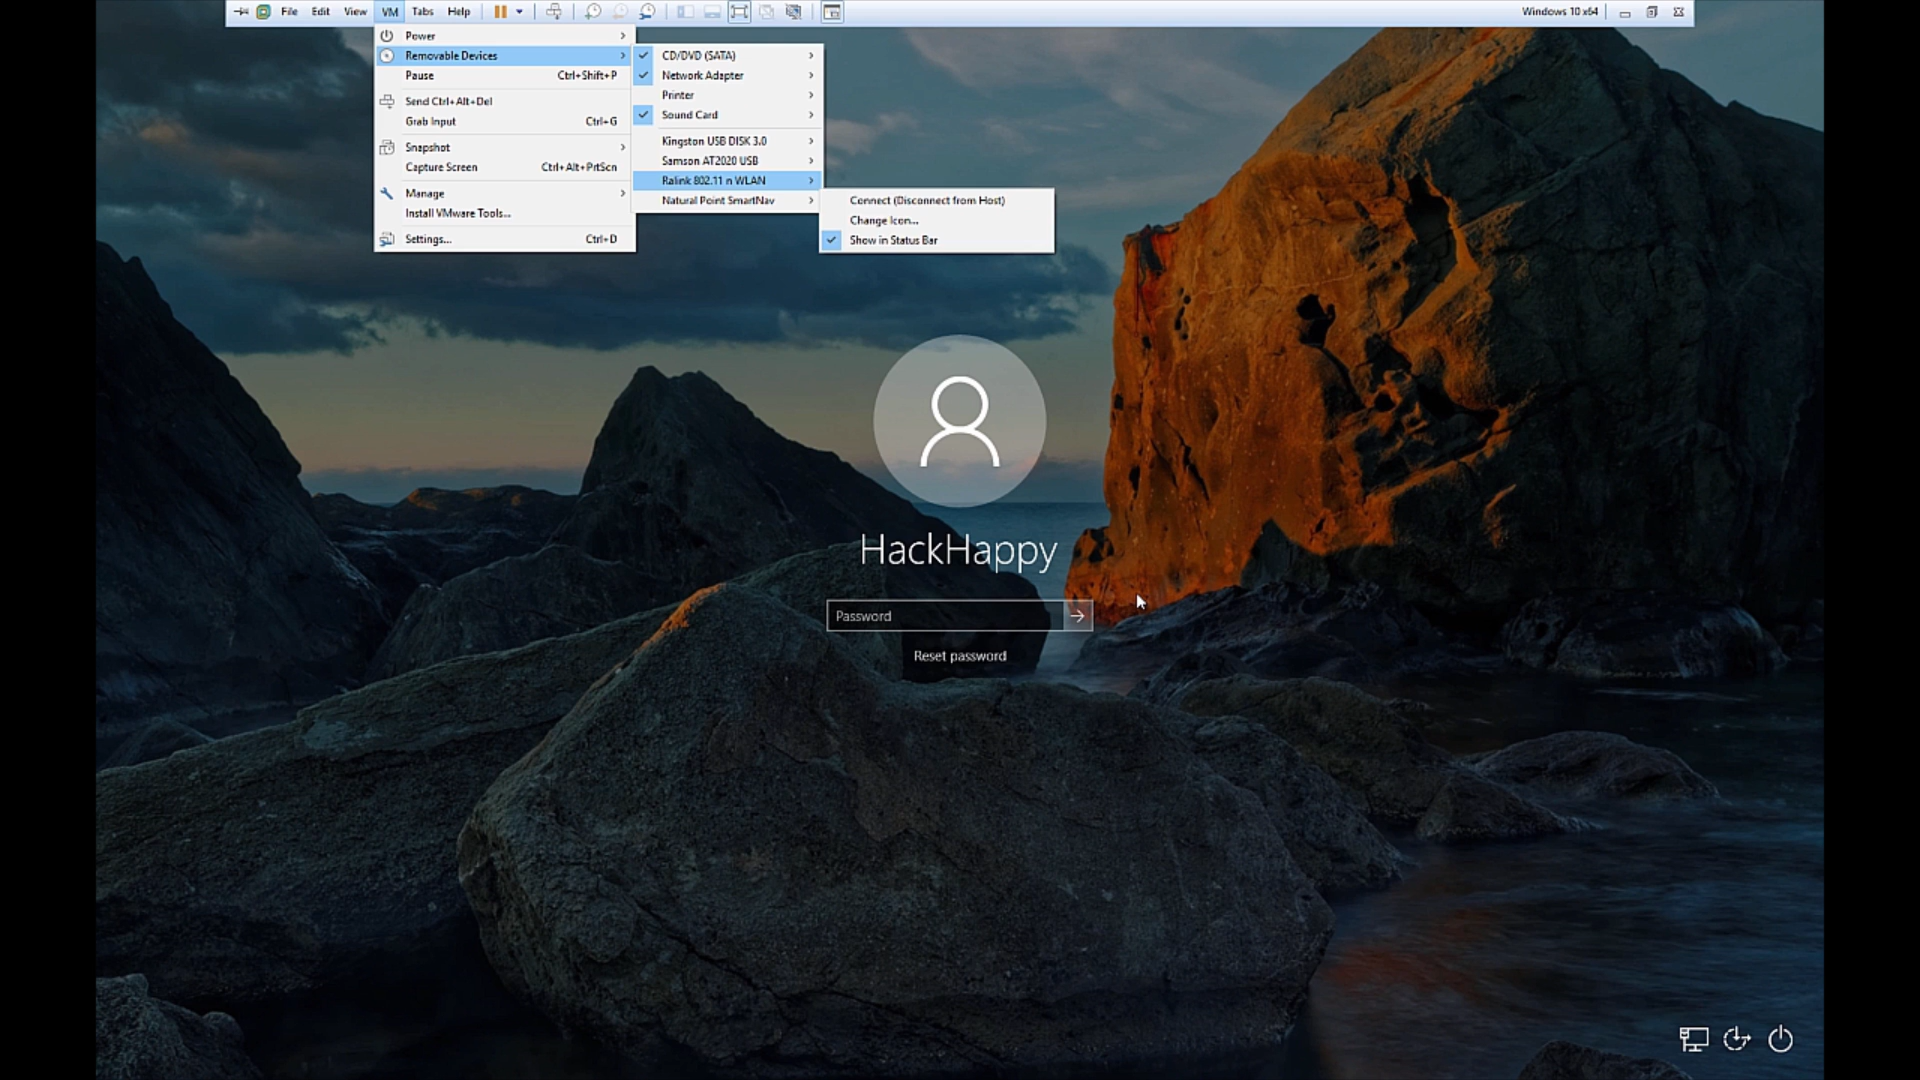 File Edit View VM Tabs Help
Windows 10 x64
Power
Removable Devices
Pause Ctrl+Shift+P
Send Ctrl+Alt+Del
Grab Input Ctrl+G
Snapshot
Capture Screen Ctrl+Alt+PrtScn
Manage
Install VMware Tools...
Settings... Ctrl+D
CD/DVD (SATA)
Network Adapter
Printer
Sound Card
Kingston USB DISK 3.0
Samson AT2020 USB
Ralink 802.11 n WLAN
Natural Point SmartNav
Connect (Disconnect from Host)
Change Icon...
Show in Status Bar
HackHappy
Password
Reset password